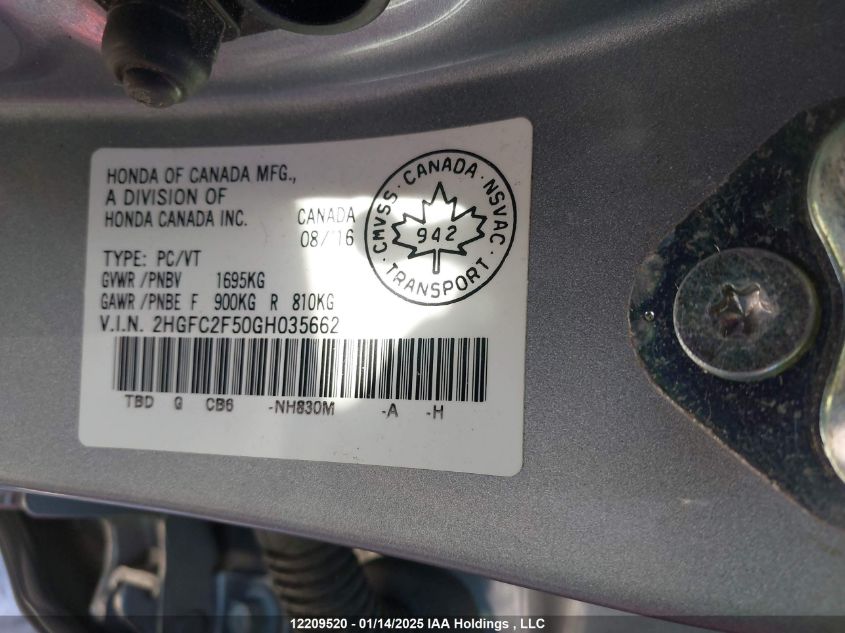 HONDA OF CANADA MFG.,
A DIVISION OF
HONDA CANADA INC.
CANADA
08/'16
CMVSS · CANADA · NSVAC
942
· TRANSPORT ·
TYPE: PC/VT
GVWR /PNBV 1695KG
GAWR /PNBE F 900KG R 810KG
V.I.N. 2HGFC2F50GH035662
TBD G CB6 -NH830M -A -H
12209520 - 01/14/2025 IAA Holdings , LLC